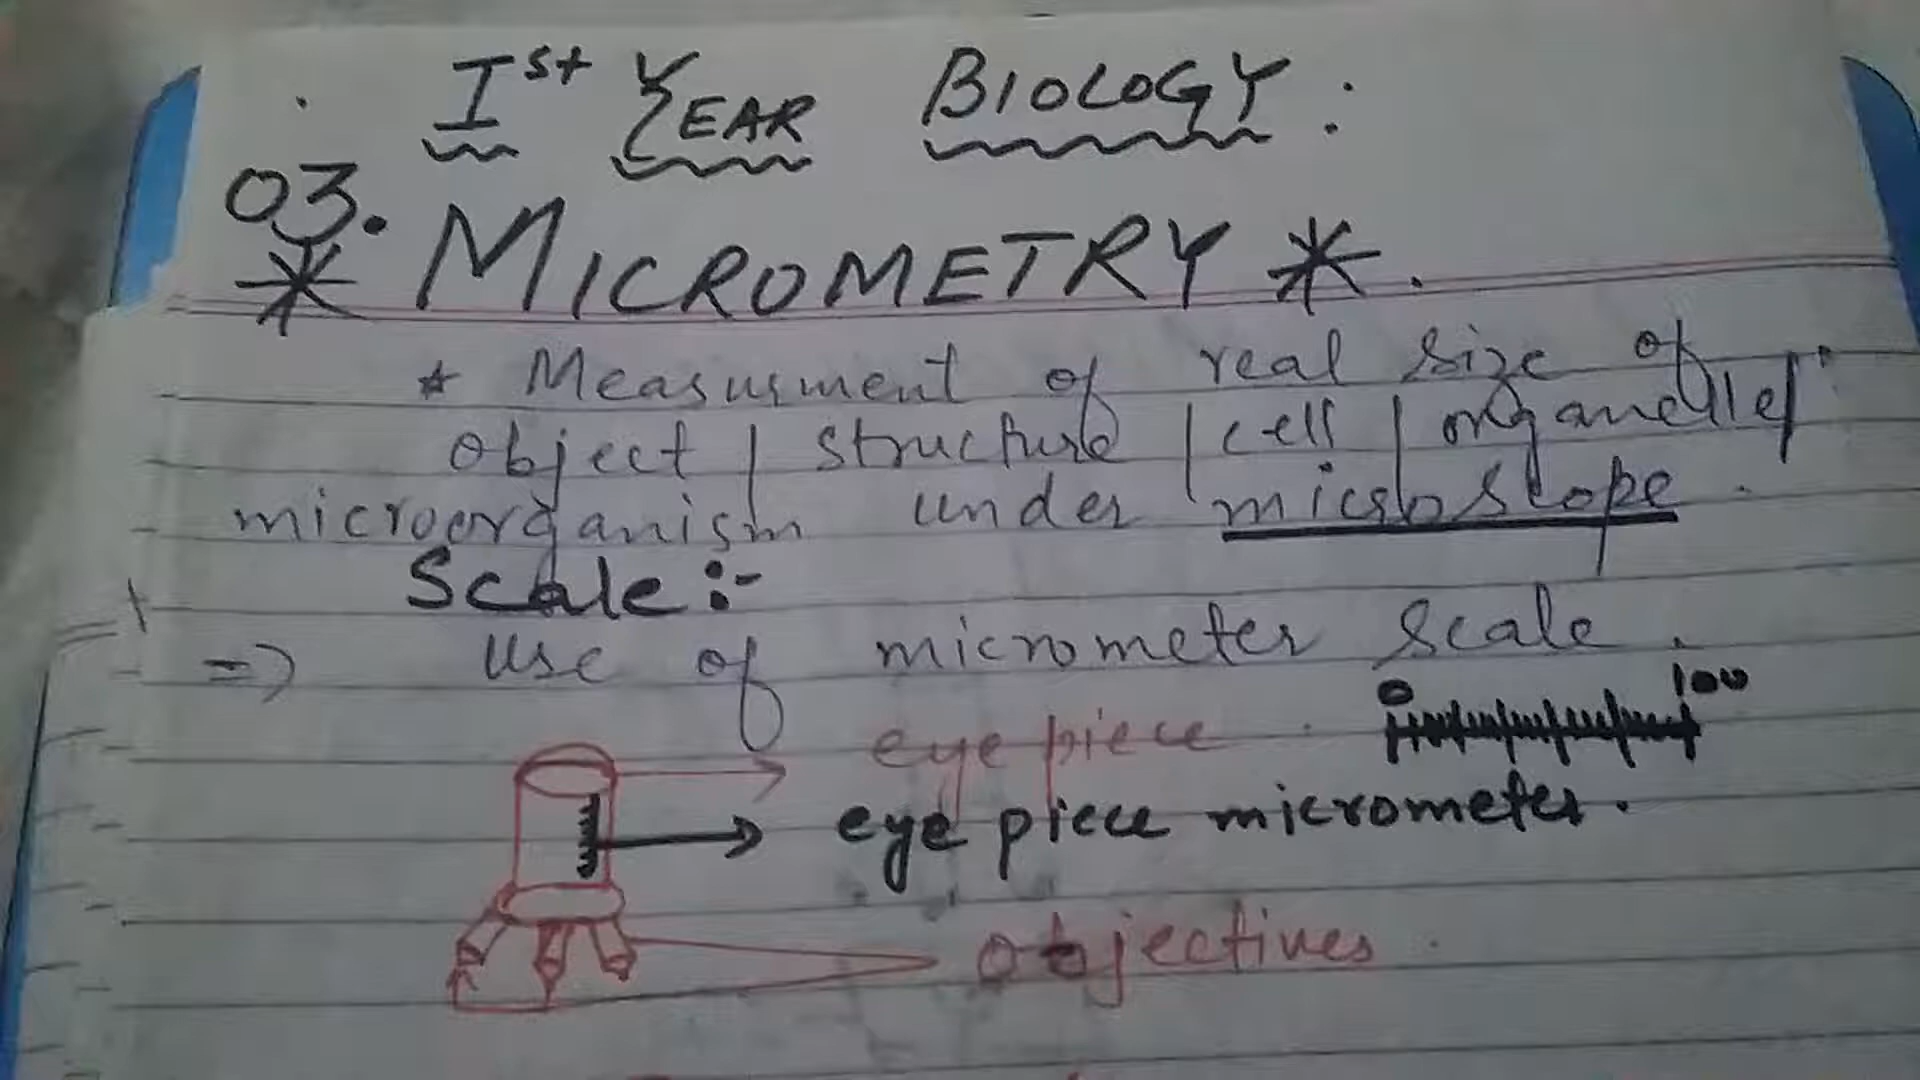 Ist YEAR BIOLOGY :
03.
* MICROMETRY * .
* Measurment of real size of
object / structure / cell / organelle /
microorganism under microscope .
Scale :-
=> use of micrometer scale .
0 100
eye piece .
eye piece micrometer .
objectives .